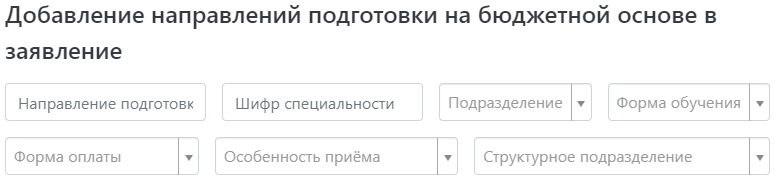 Добавление направлений подготовки на бюджетной основе в
заявление
Направление подготовк Шифр специальности Подразделение Форма обучения
Форма оплаты Особенность приёма Структурное подразделение